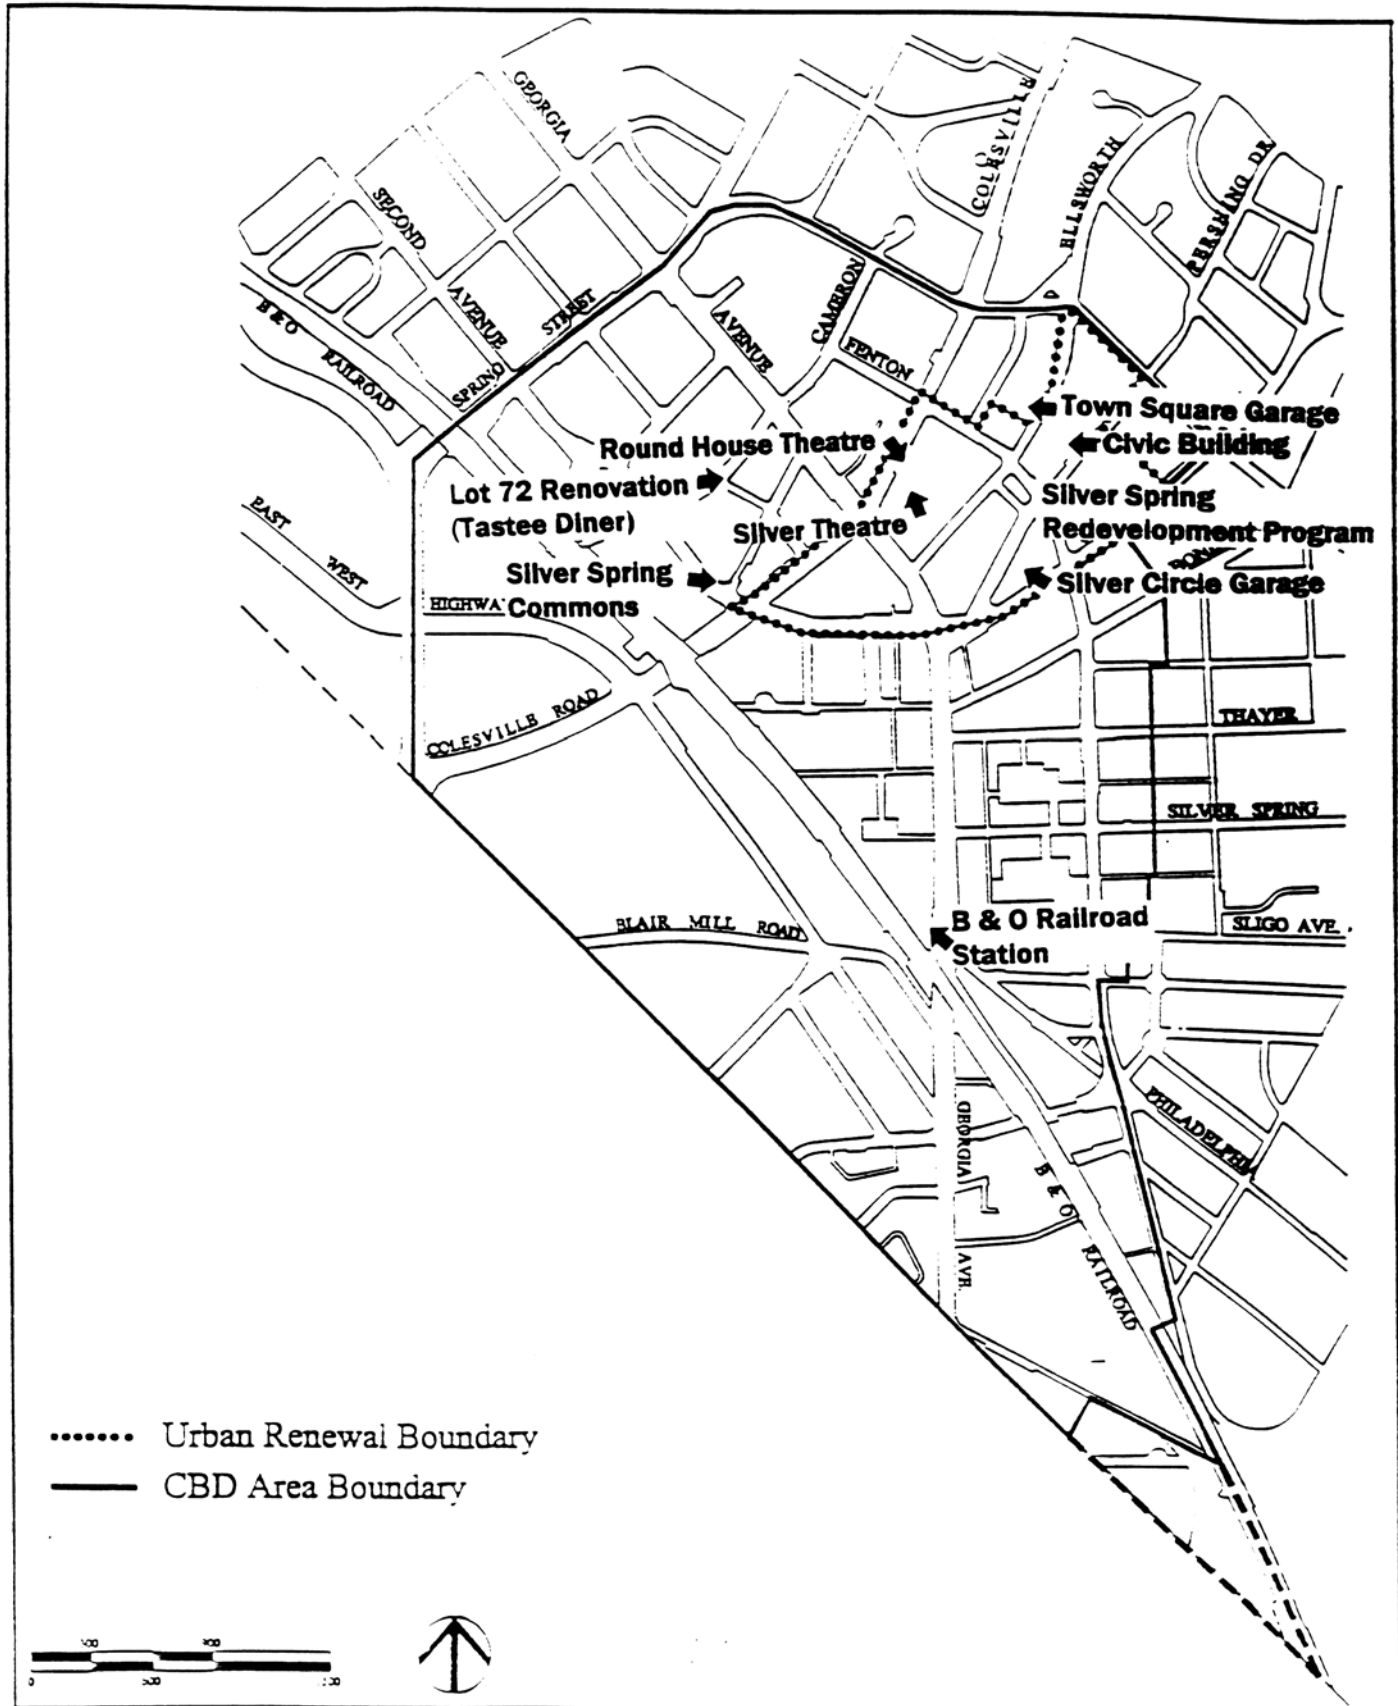 GEORGIA
COLESVILLE
ELLSWORTH
PERSHING DR
SECOND
AVENUE
SPRING STREET
B & O RAILROAD
AVENUE
CAMERON
FENTON
Town Square Garage
Civic Building
Round House Theatre
Lot 72 Renovation
(Tastee Diner)
Silver Theatre
Silver Spring
Redevelopment Program
Silver Spring
Commons
Silver Circle Garage
EAST
WEST
HIGHWA
COLESVILLE ROAD
THAYER
SILVER SPRING
BLAIR MILL ROAD
B & O Railroad
Station
SLIGO AVE.
PHILADELPHIA
GEORGIA
AVE.
B & O RAILROAD
Urban Renewal Boundary
CBD Area Boundary